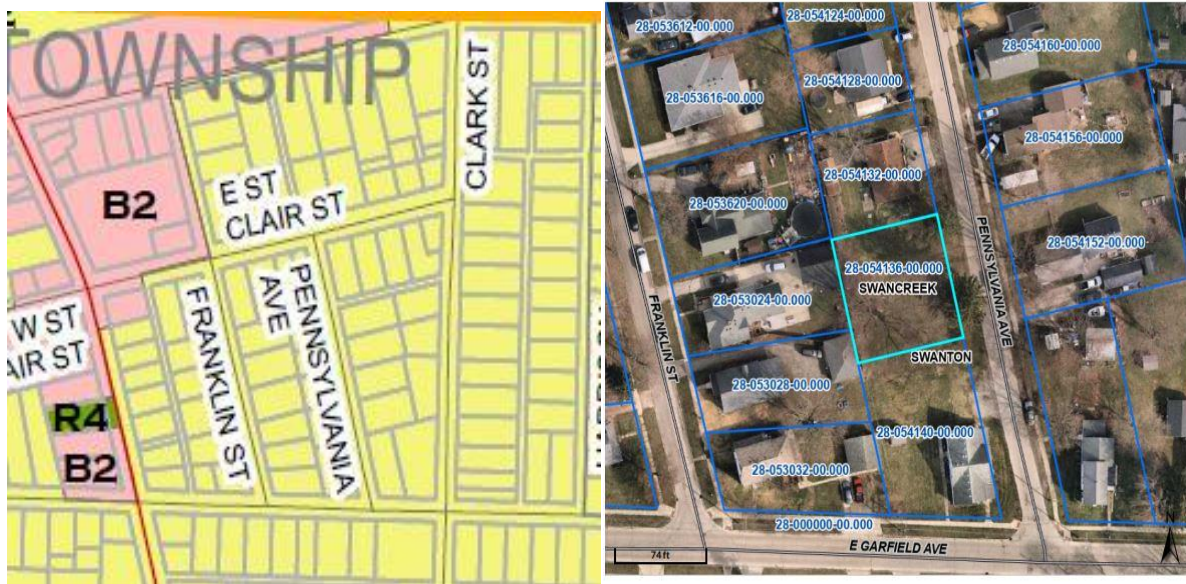 TOWNSHIP
CLARK ST
E ST
CLAIR ST
B2
PENNSYLVANIA
AVE
FRANKLIN ST
W ST
AIR ST
R4
B2
28-053612-00.000
28-054124-00.000
28-054160-00.000
28-053616-00.000
28-054128-00.000
28-054156-00.000
28-054132-00.000
28-053620-00.000
28-054152-00.000
28-054136-00.000
SWANCREEK
PENNSYLVANIA AVE
28-053024-00.000
FRANKLIN ST
SWANTON
28-053028-00.000
28-054140-00.000
28-053032-00.000
28-000000-00.000
E GARFIELD AVE
74ft